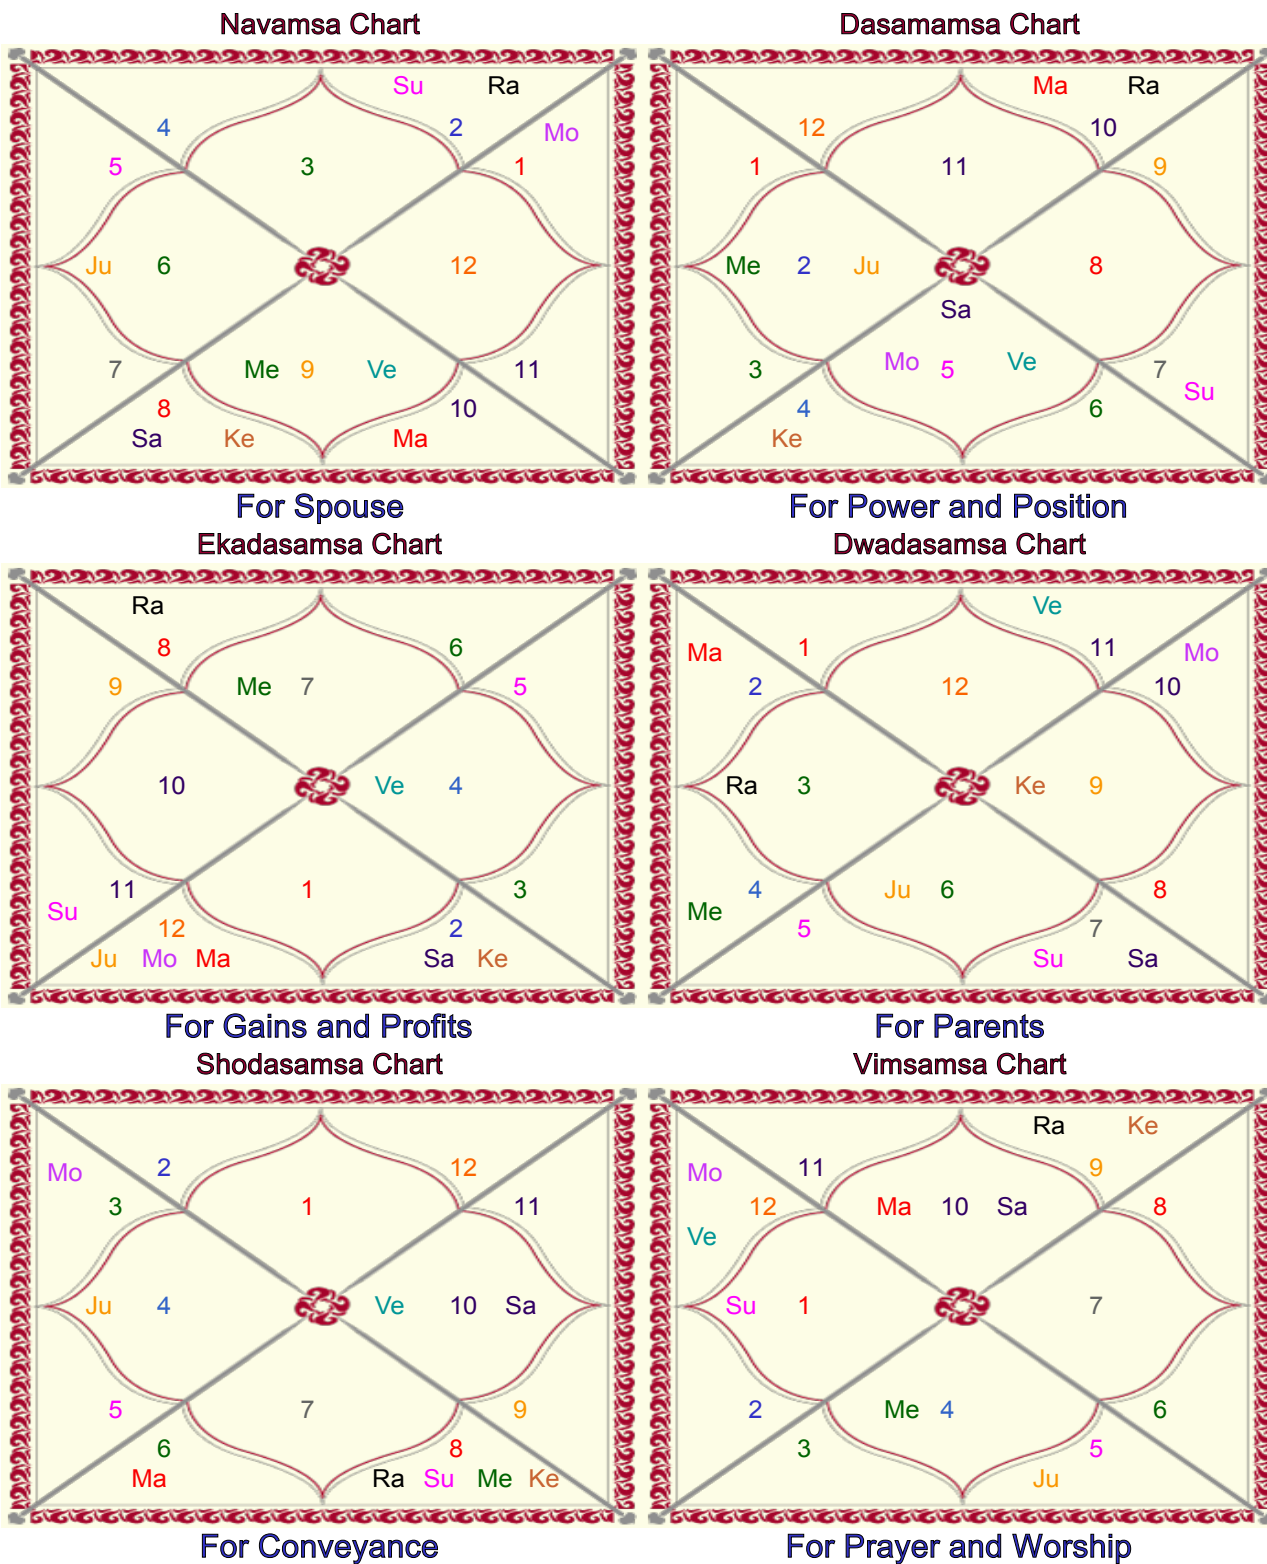 Navamsa Chart
Dasamamsa Chart
Su Ra
4 2 Mo
5 3 1
Ju 6 12
7 Me 9 Ve 11
8 10
Sa Ke Ma
Ma Ra
12 10
1 11 9
Me 2 Ju 8
Sa
3 Mo 5 Ve 7
4 6 Su
Ke
For Spouse
For Power and Position
Ekadasamsa Chart
Dwadasamsa Chart
Ra
8 6
9 Me 7 5
10 Ve 4
11 1 3
Su 12 2
Ju Mo Ma Sa Ke
Ve
Ma 1 11 Mo
2 12 10
Ra 3 Ke 9
4 Ju 6 8
Me 5 7
Su Sa
For Gains and Profits
For Parents
Shodasamsa Chart
Vimsamsa Chart
Mo 2 12
3 1 11
Ju 4 Ve 10 Sa
5 7 9
6 8
Ma Ra Su Me Ke
Ra Ke
Mo 11 9
12 Ma 10 Sa 8
Ve
Su 1 7
2 Me 4 6
3 5
Ju
For Conveyance
For Prayer and Worship